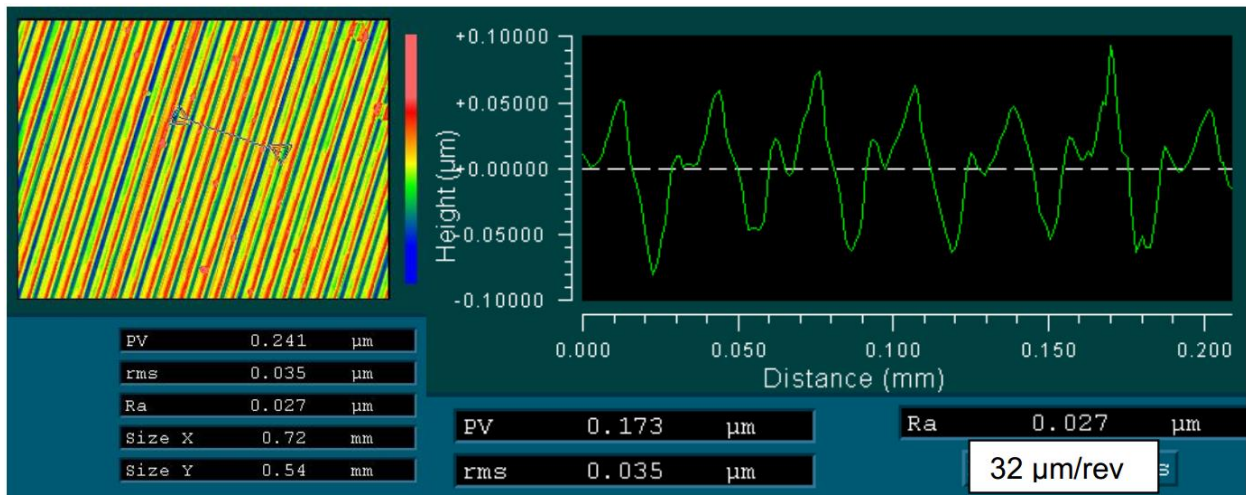 +0.10000
+0.05000
+0.00000
-0.05000
-0.10000
Height (µm)
0.000 0.050 0.100 0.150 0.200
Distance (mm)
PV 0.241 µm
rms 0.035 µm
Ra 0.027 µm
Size X 0.72 mm
Size Y 0.54 mm
PV 0.173 µm
rms 0.035 µm
Ra 0.027 µm
32 µm/rev
s